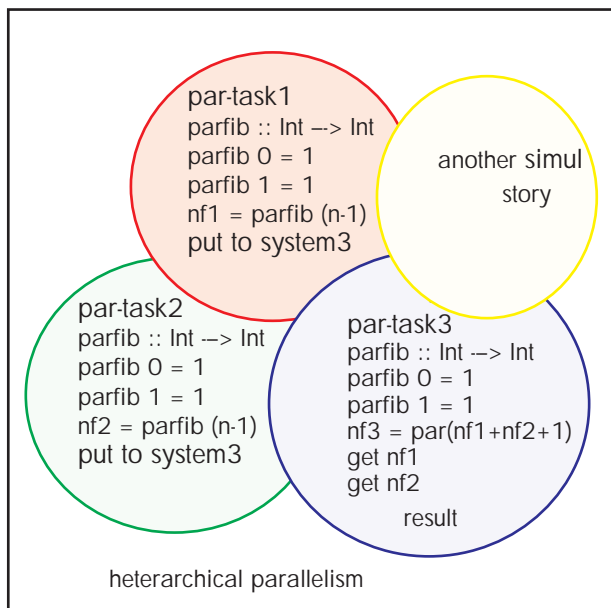 par-task1
parfib :: Int --> Int
parfib 0 = 1
parfib 1 = 1
nf1 = parfib (n-1)
put to system3
another simul
story
par-task2
parfib :: Int --> Int
parfib 0 = 1
parfib 1 = 1
nf2 = parfib (n-1)
put to system3
par-task3
parfib :: Int --> Int
parfib 0 = 1
parfib 1 = 1
nf3 = par(nf1+nf2+1)
get nf1
get nf2
result
heterarchical parallelism